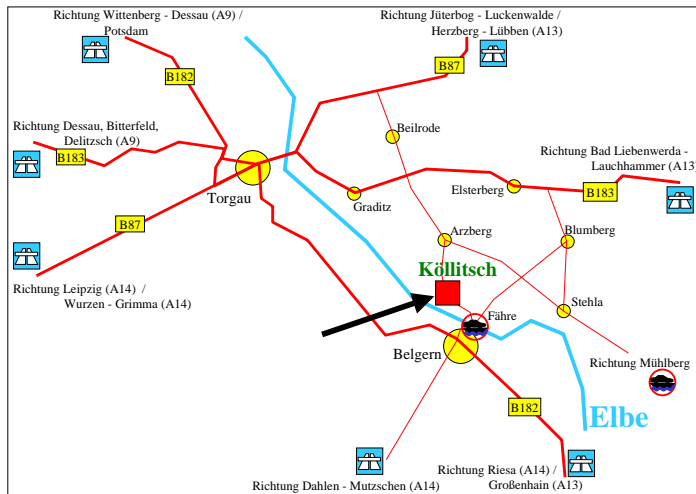 Richtung Wittenberg - Dessau (A9) /
Potsdam
Richtung Jüterbog - Luckenwalde /
Herzberg - Lübben (A13)
B87
B182
Beilrode
Richtung Dessau, Bitterfeld,
Delitzsch (A9)
B183
Richtung Bad Liebenwerda -
Lauchhammer (A13)
Elsterberg
B183
Torgau
Graditz
B87
Arzberg
Blumberg
Köllitsch
Richtung Leipzig (A14) /
Wurzen - Grimma (A14)
Stehla
Fähre
Belgern
Richtung Mühlberg
B182
Elbe
Richtung Dahlen - Mutzschen (A14)
Richtung Riesa (A14) /
Großenhain (A13)